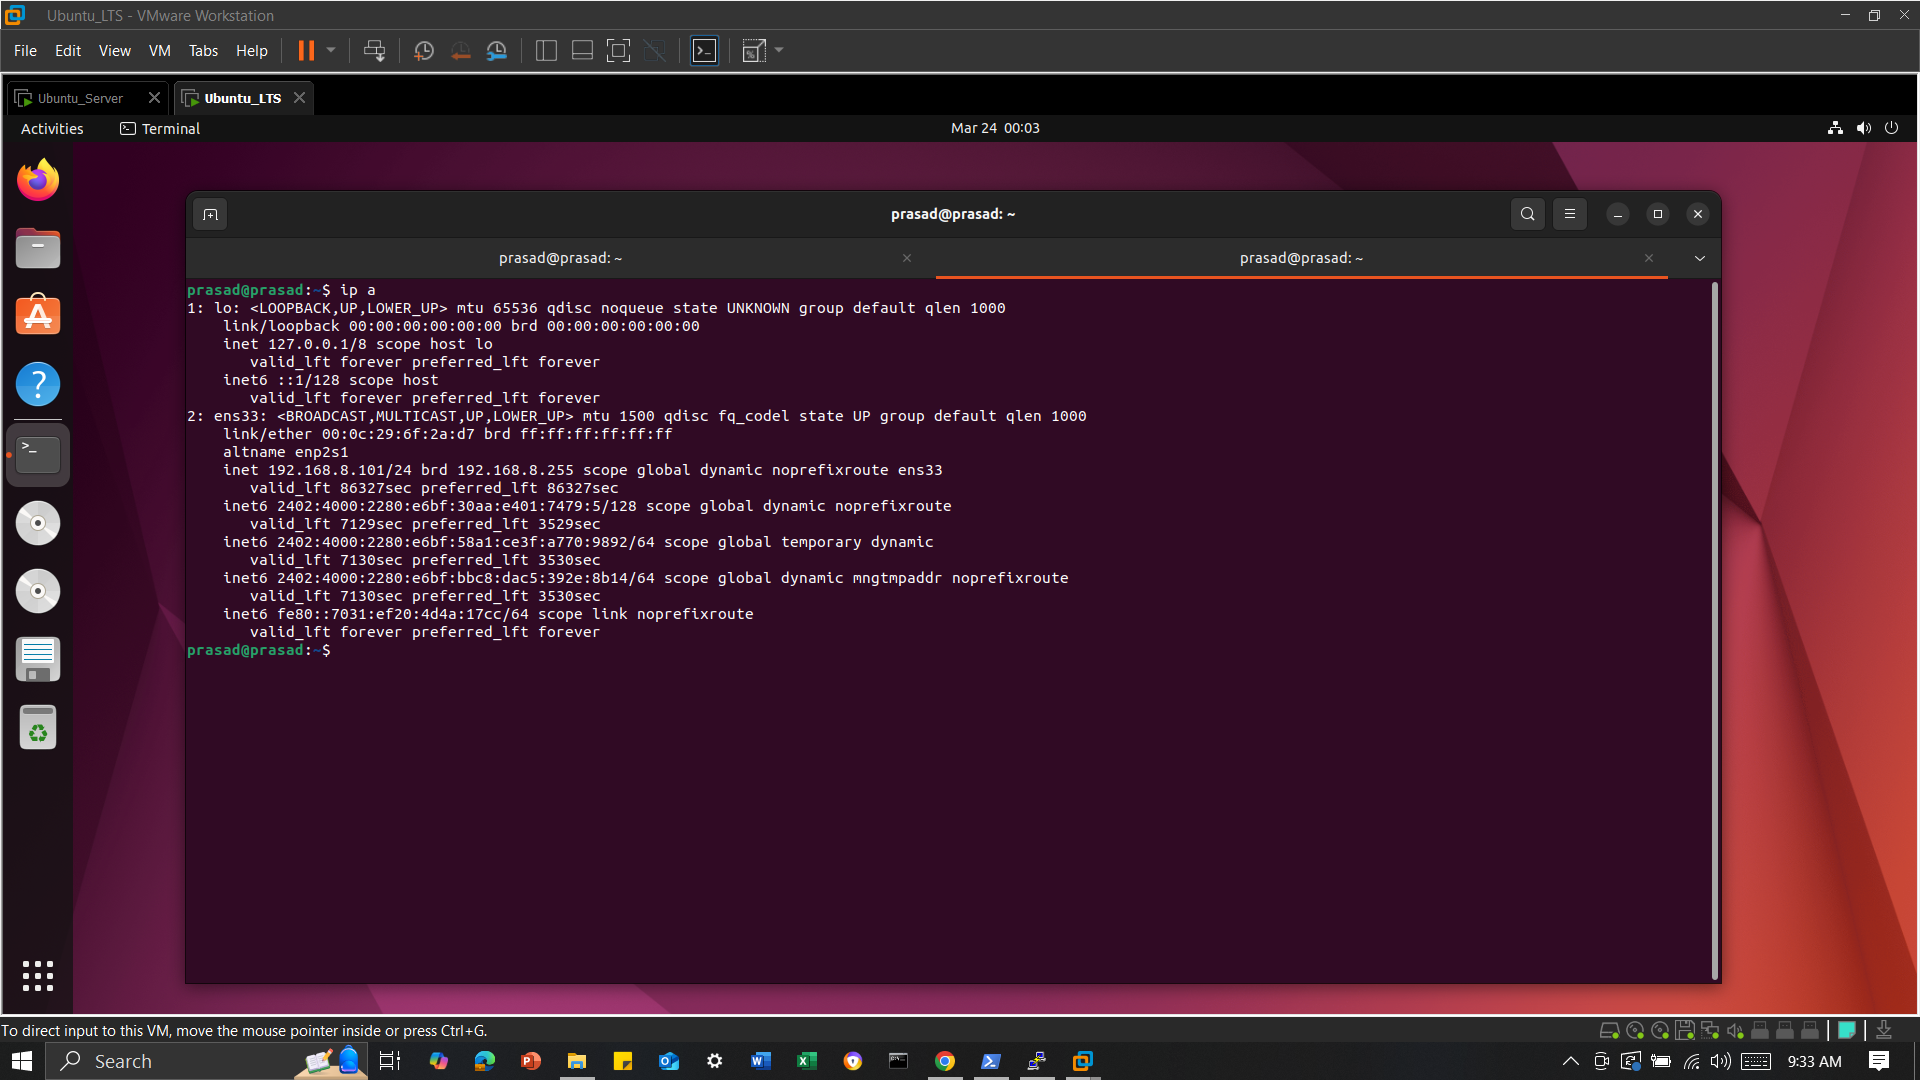 Ubuntu_LTS - VMware Workstation
File Edit View VM Tabs Help
Ubuntu_Server Ubuntu_LTS
Activities Terminal Mar 24 00:03
prasad@prasad: ~
prasad@prasad: ~ prasad@prasad: ~
prasad@prasad:~$ ip a
1: lo: <LOOPBACK,UP,LOWER_UP> mtu 65536 qdisc noqueue state UNKNOWN group default qlen 1000
    link/loopback 00:00:00:00:00:00 brd 00:00:00:00:00:00
    inet 127.0.0.1/8 scope host lo
       valid_lft forever preferred_lft forever
    inet6 ::1/128 scope host
       valid_lft forever preferred_lft forever
2: ens33: <BROADCAST,MULTICAST,UP,LOWER_UP> mtu 1500 qdisc fq_codel state UP group default qlen 1000
    link/ether 00:0c:29:6f:2a:d7 brd ff:ff:ff:ff:ff:ff
    altname enp2s1
    inet 192.168.8.101/24 brd 192.168.8.255 scope global dynamic noprefixroute ens33
       valid_lft 86327sec preferred_lft 86327sec
    inet6 2402:4000:2280:e6bf:30aa:e401:7479:5/128 scope global dynamic noprefixroute
       valid_lft 7129sec preferred_lft 3529sec
    inet6 2402:4000:2280:e6bf:58a1:ce3f:a770:9892/64 scope global temporary dynamic
       valid_lft 7130sec preferred_lft 3530sec
    inet6 2402:4000:2280:e6bf:bbc8:dac5:392e:8b14/64 scope global dynamic mngtmpaddr noprefixroute
       valid_lft 7130sec preferred_lft 3530sec
    inet6 fe80::7031:ef20:4d4a:17cc/64 scope link noprefixroute
       valid_lft forever preferred_lft forever
prasad@prasad:~$
To direct input to this VM, move the mouse pointer inside or press Ctrl+G.
Search 9:33 AM